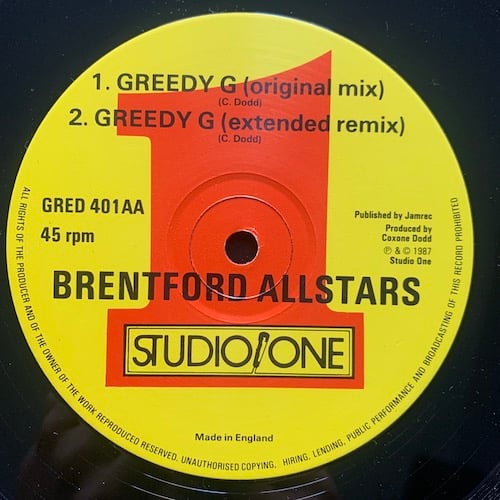 1. GREEDY G (original mix)
(C. Dodd)
2. GREEDY G (extended remix)
(C. Dodd)
GRED 401AA
45 rpm
Published by Jamrec
Produced by
Coxone Dodd
℗ & © 1987
Studio One
BRENTFORD ALLSTARS
STUDIO ONE
Made in England
ALL RIGHTS OF THE PRODUCER AND OF THE OWNER OF THE WORK REPRODUCED RESERVED. UNAUTHORISED COPYING, HIRING, LENDING, PUBLIC PERFORMANCE AND BROADCASTING OF THIS RECORD PROHIBITED
1